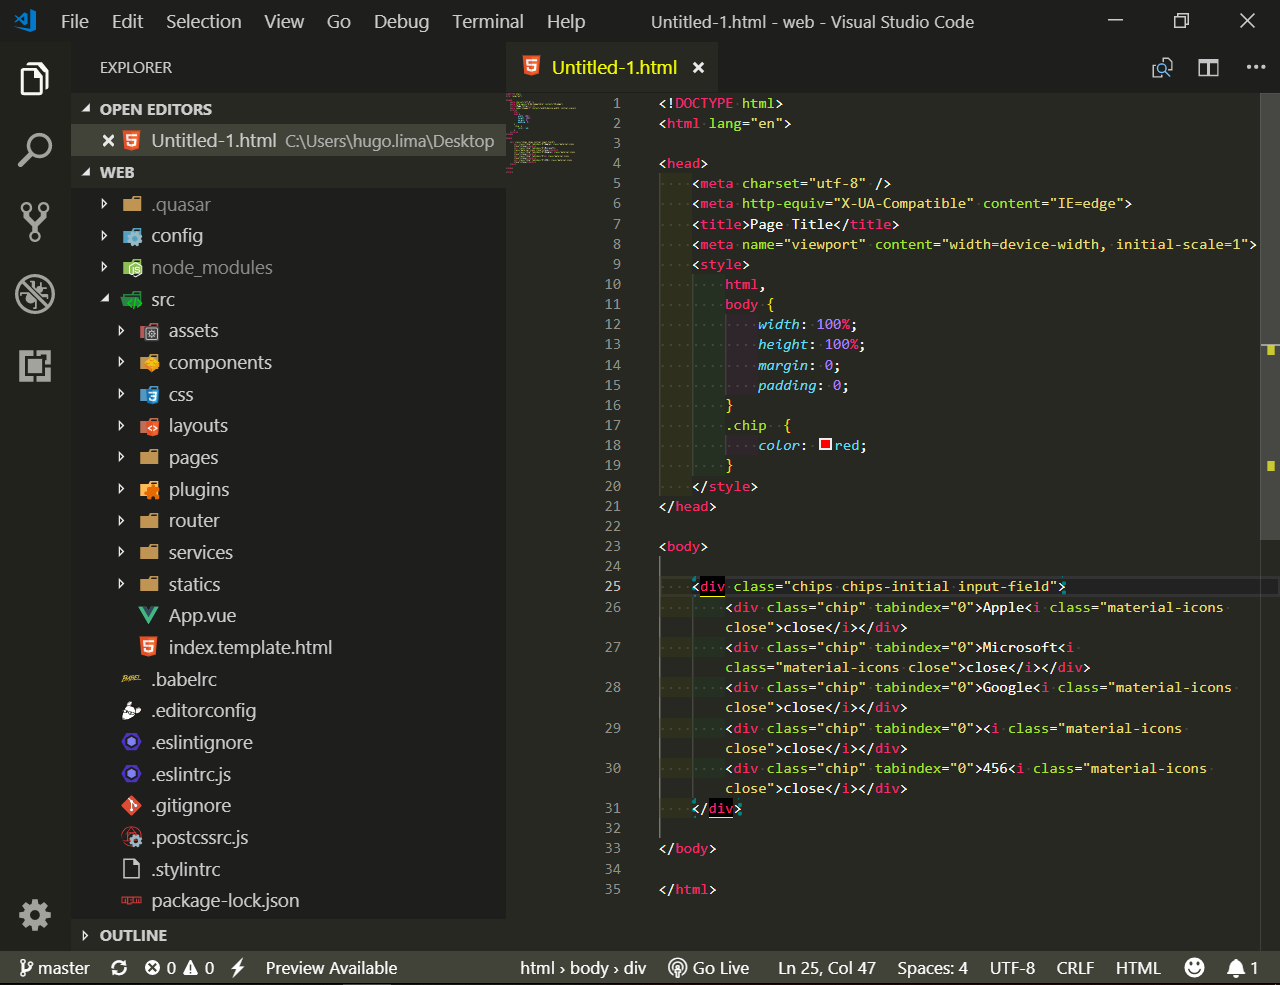 File Edit Selection View Go Debug Terminal Help Untitled-1.html - web - Visual Studio Code
EXPLORER
OPEN EDITORS
Untitled-1.html C:\Users\hugo.lima\Desktop
WEB
.quasar
config
node_modules
src
assets
components
css
layouts
pages
plugins
router
services
statics
App.vue
index.template.html
.babelrc
.editorconfig
.eslintignore
.eslintrc.js
.gitignore
.postcssrc.js
.stylintrc
package-lock.json
OUTLINE
Untitled-1.html
1 <!DOCTYPE html>
2 <html lang="en">
3
4 <head>
5 <meta charset="utf-8" />
6 <meta http-equiv="X-UA-Compatible" content="IE=edge">
7 <title>Page Title</title>
8 <meta name="viewport" content="width=device-width, initial-scale=1">
9 <style>
10 html,
11 body {
12 width: 100%;
13 height: 100%;
14 margin: 0;
15 padding: 0;
16 }
17 .chip {
18 color: red;
19 }
20 </style>
21 </head>
22
23 <body>
24
25 <div class="chips chips-initial input-field">
26 <div class="chip" tabindex="0">Apple<i class="material-icons
close">close</i></div>
27 <div class="chip" tabindex="0">Microsoft<i
class="material-icons close">close</i></div>
28 <div class="chip" tabindex="0">Google<i class="material-icons
close">close</i></div>
29 <div class="chip" tabindex="0"><i class="material-icons
close">close</i></div>
30 <div class="chip" tabindex="0">456<i class="material-icons
close">close</i></div>
31 </div>
32
33 </body>
34
35 </html>
master 0 0 Preview Available html › body › div Go Live Ln 25, Col 47 Spaces: 4 UTF-8 CRLF HTML 1